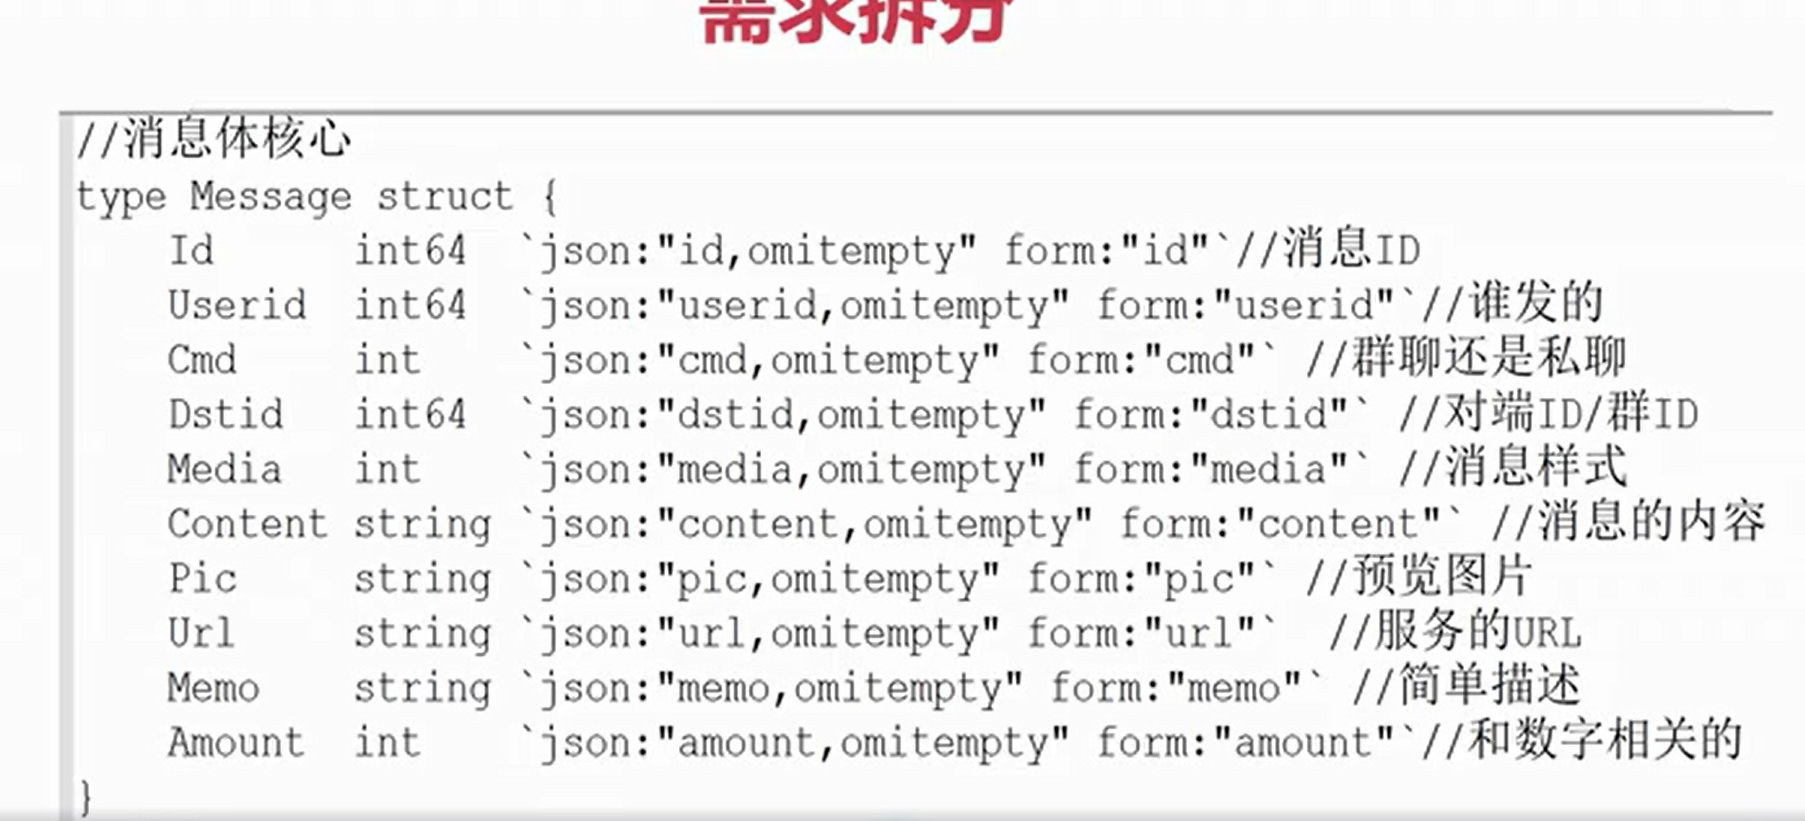 需求拆分
//消息体核心
type Message struct {
Id int64 `json:"id,omitempty" form:"id"`//消息ID
Userid int64 `json:"userid,omitempty" form:"userid"`//谁发的
Cmd int `json:"cmd,omitempty" form:"cmd"` //群聊还是私聊
Dstid int64 `json:"dstid,omitempty" form:"dstid"` //对端ID/群ID
Media int `json:"media,omitempty" form:"media"` //消息样式
Content string `json:"content,omitempty" form:"content"` //消息的内容
Pic string `json:"pic,omitempty" form:"pic"` //预览图片
Url string `json:"url,omitempty" form:"url"` //服务的URL
Memo string `json:"memo,omitempty" form:"memo"` //简单描述
Amount int `json:"amount,omitempty" form:"amount"`//和数字相关的
}